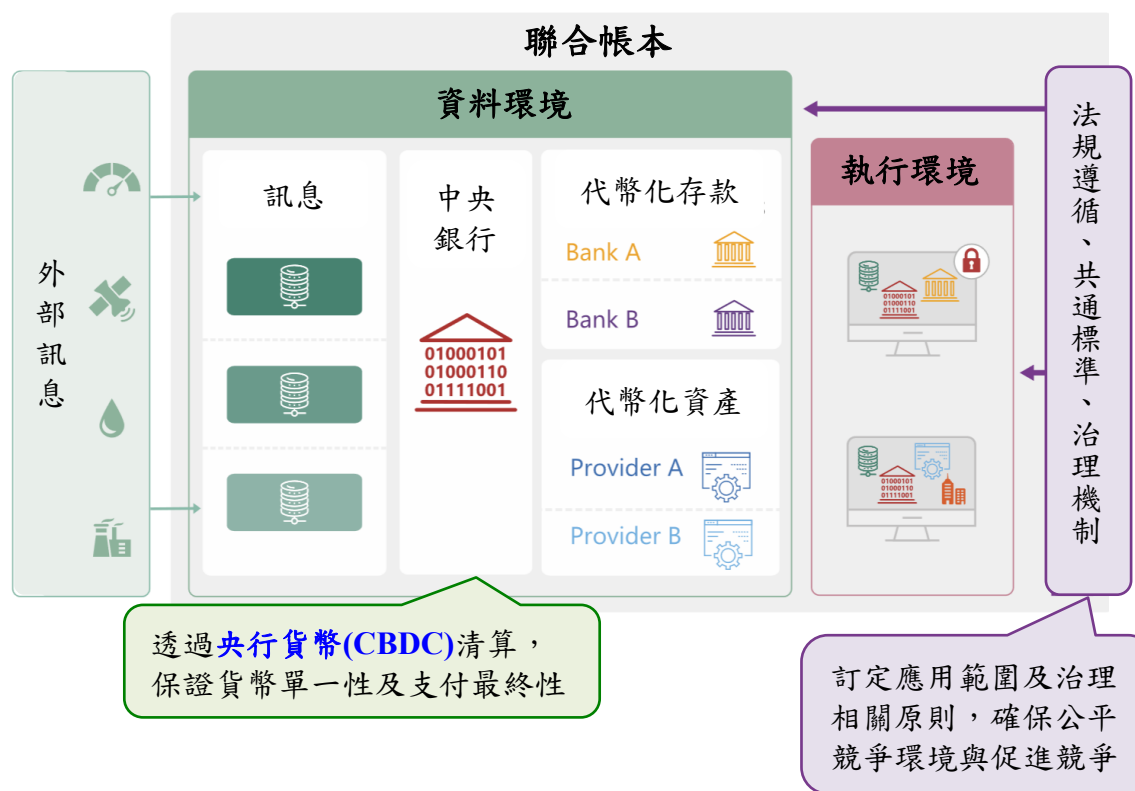 聯合帳本
資料環境
外部訊息
訊息
中央
銀行
01000101
01000110
01111001
代幣化存款
Bank A
Bank B
代幣化資產
Provider A
Provider B
執行環境
01000101
01000110
01111001
01000101
01000110
01111001
法規遵循、共通標準、治理機制
透過央行貨幣(CBDC)清算，
保證貨幣單一性及支付最終性
訂定應用範圍及治理
相關原則，確保公平
競爭環境與促進競爭